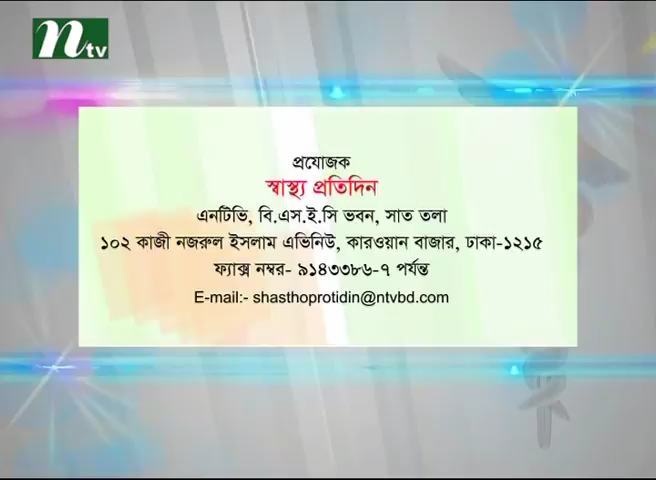 ntv
প্রযোজক
স্বাস্থ্য প্রতিদিন
এনটিভি, বি.এস.ই.সি ভবন, সাত তলা
১০২ কাজী নজরুল ইসলাম এভিনিউ, কারওয়ান বাজার, ঢাকা-১২১৫
ফ্যাক্স নম্বর- ৯১৪৩৩৮৬-৭ পর্যন্ত
E-mail:- shasthoprotidin@ntvbd.com